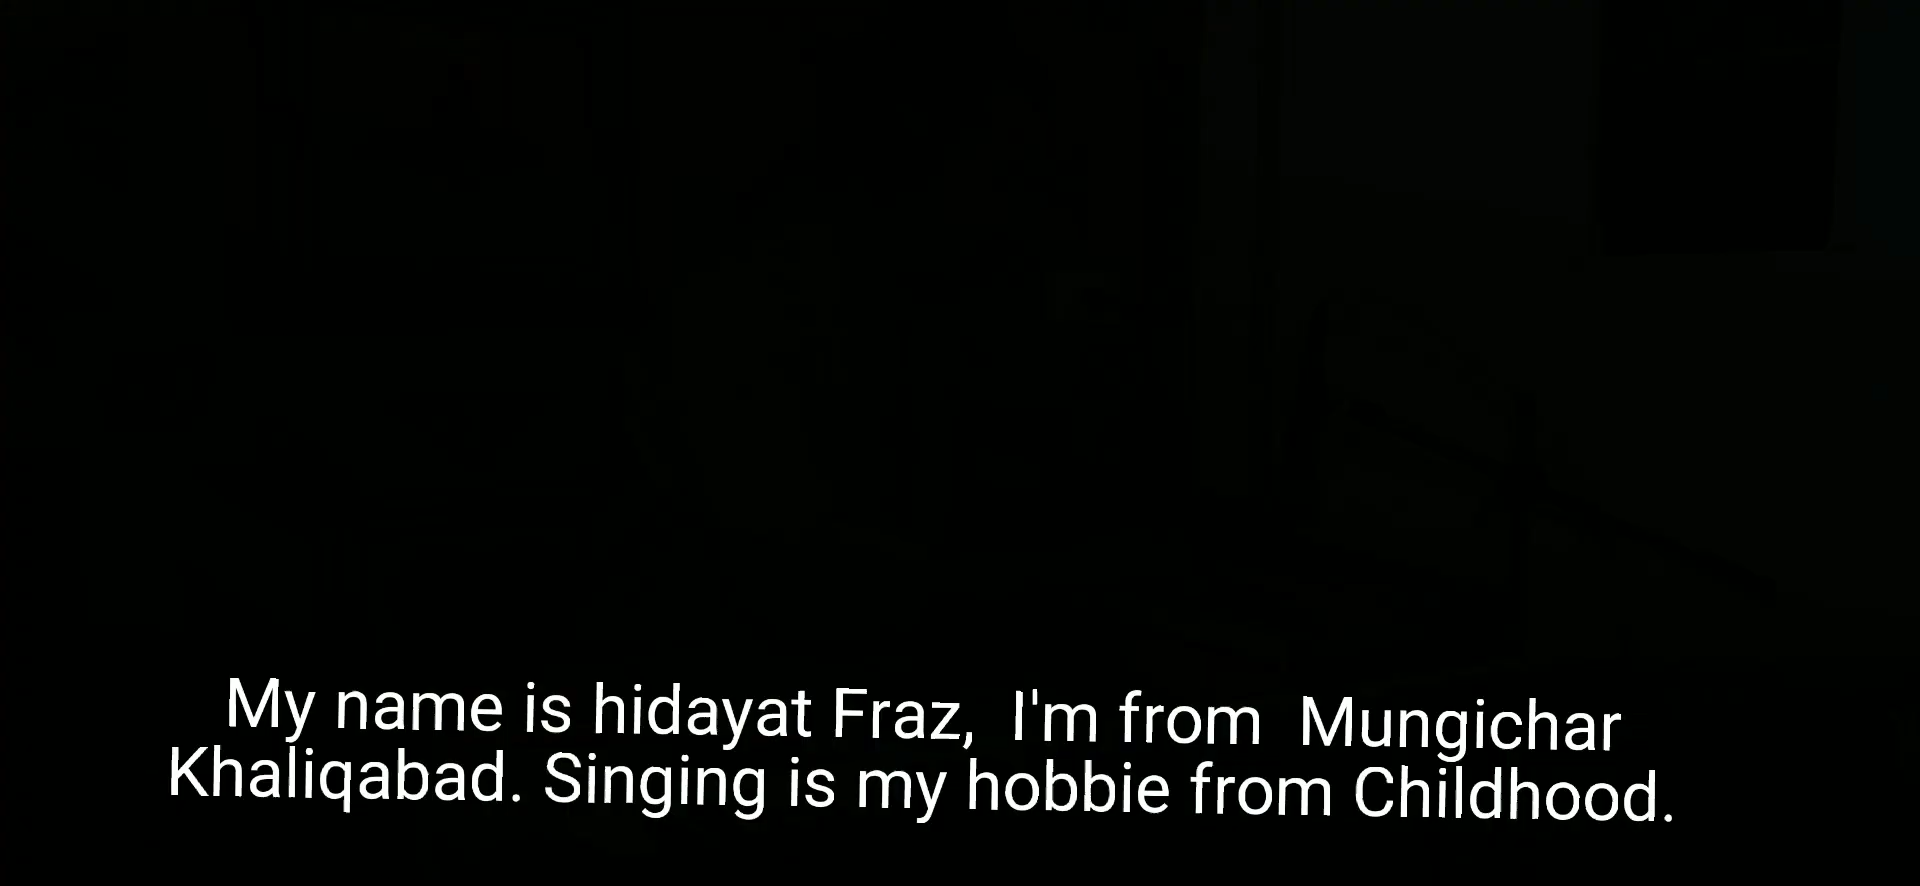 My name is hidayat Fraz,  I'm from  Mungichar
Khaliqabad. Singing is my hobbie from Childhood.